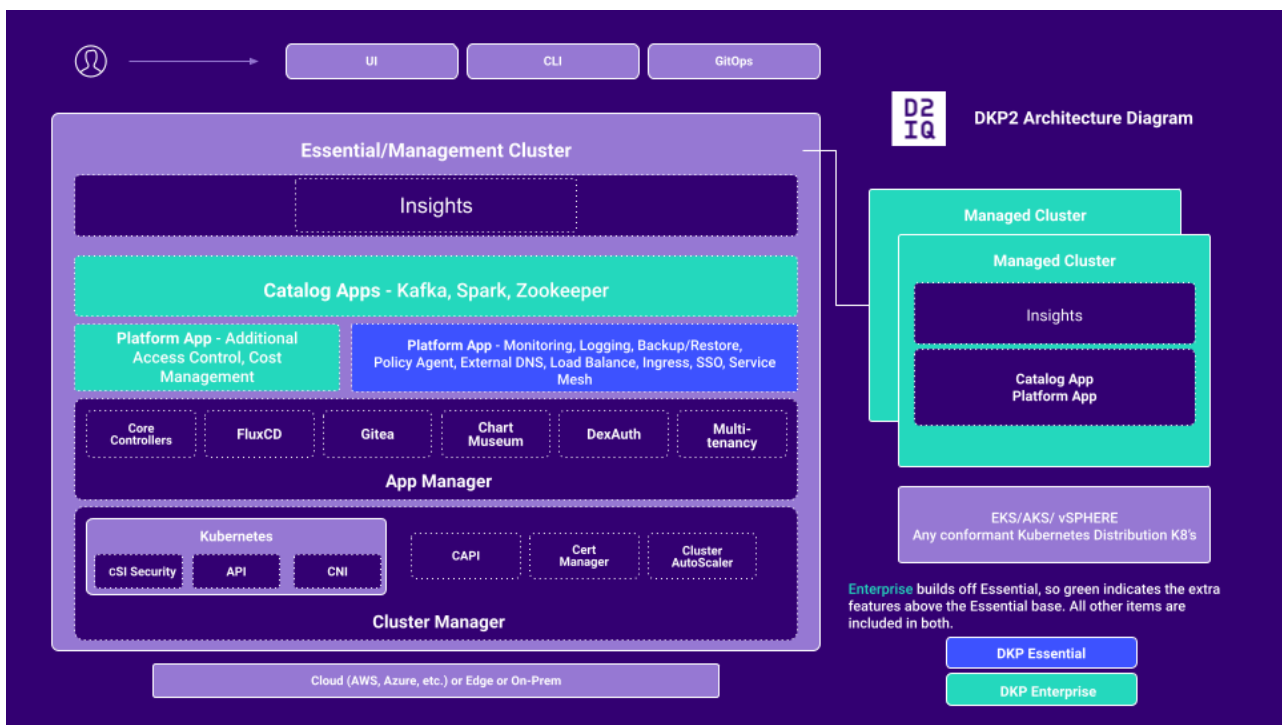 UI
CLI
GitOps
D2
IQ
DKP2 Architecture Diagram
Essential/Management Cluster
Insights
Catalog Apps - Kafka, Spark, Zookeeper
Platform App - Additional
Access Control, Cost
Management
Platform App - Monitoring, Logging, Backup/Restore,
Policy Agent, External DNS, Load Balance, Ingress, SSO, Service
Mesh
Core
Controllers
FluxCD
Gitea
Chart
Museum
DexAuth
Multi-
tenancy
App Manager
Kubernetes
cSI Security
API
CNI
CAPI
Cert
Manager
Cluster
AutoScaler
Cluster Manager
Cloud (AWS, Azure, etc.) or Edge or On-Prem
Managed Cluster
Managed Cluster
Insights
Catalog App
Platform App
EKS/AKS/ vSPHERE
Any conformant Kubernetes Distribution K8's
Enterprise builds off Essential, so green indicates the extra
features above the Essential base. All other items are
included in both.
DKP Essential
DKP Enterprise